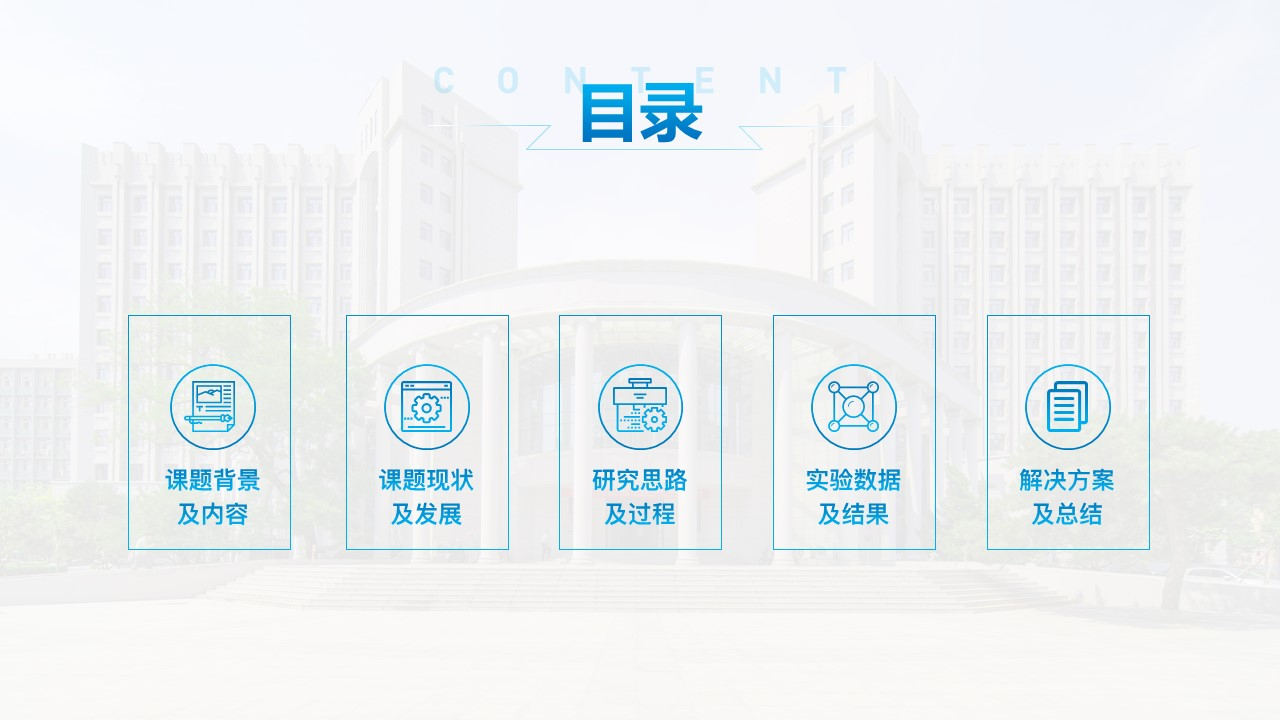 CONTENT
目录
课题背景
及内容
课题现状
及发展
研究思路
及过程
实验数据
及结果
解决方案
及总结